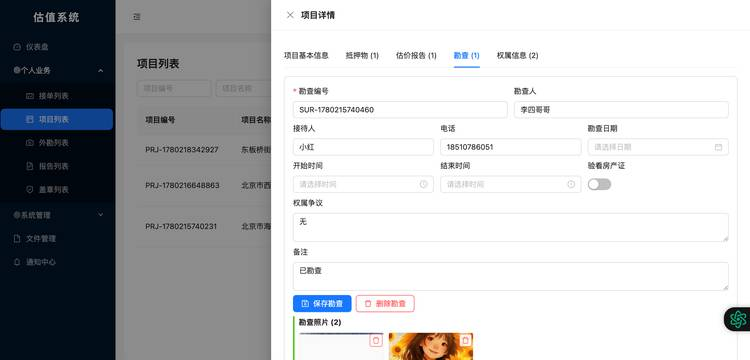 估值系统
仪表盘
个人业务
接单列表
项目列表
外勘列表
报告列表
盖章列表
系统管理
文件管理
通知中心
项目列表
项目编号
项目名称
项目编号
项目名称
PRJ-1780218342927
东板桥街
PRJ-1780216648863
北京市西
PRJ-1780215740231
北京市海
项目详情
项目基本信息
抵押物 (1)
估价报告 (1)
勘查 (1)
权属信息 (2)
* 勘查编号
勘查人
SUR-1780215740460
李四哥哥
接待人
电话
勘查日期
小红
18510786051
请选择日期
开始时间
结束时间
验看房产证
请选择时间
请选择时间
权属争议
无
备注
已勘查
保存勘查
删除勘查
勘查照片 (2)